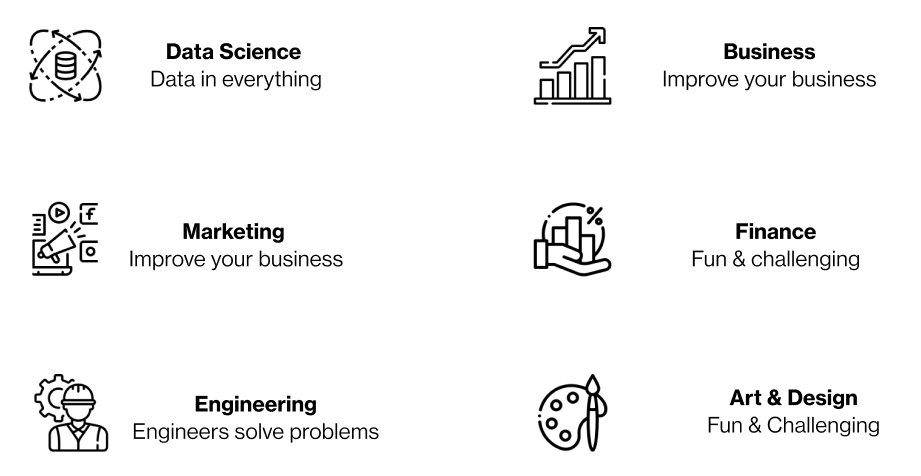 Data Science
Data in everything
Business
Improve your business
Marketing
Improve your business
Finance
Fun & challenging
Engineering
Engineers solve problems
Art & Design
Fun & Challenging